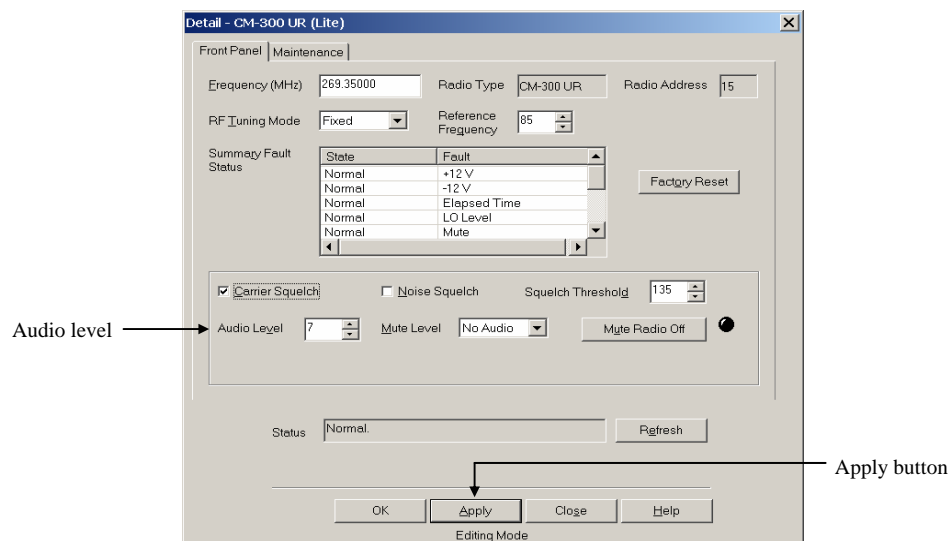 Detail - CM-300 UR (Lite)
Front Panel Maintenance
Frequency (MHz) 269.35000 Radio Type CM-300 UR Radio Address 15
RF Tuning Mode Fixed Reference Frequency 85
Summary Fault Status
State Fault
Normal +12 V
Normal -12 V
Normal Elapsed Time
Normal LO Level
Normal Mute
Factory Reset
Carrier Squelch Noise Squelch Squelch Threshold 135
Audio level
Audio Level 7 Mute Level No Audio Mute Radio Off
Status Normal. Refresh
Apply button
OK Apply Close Help
Editing Mode